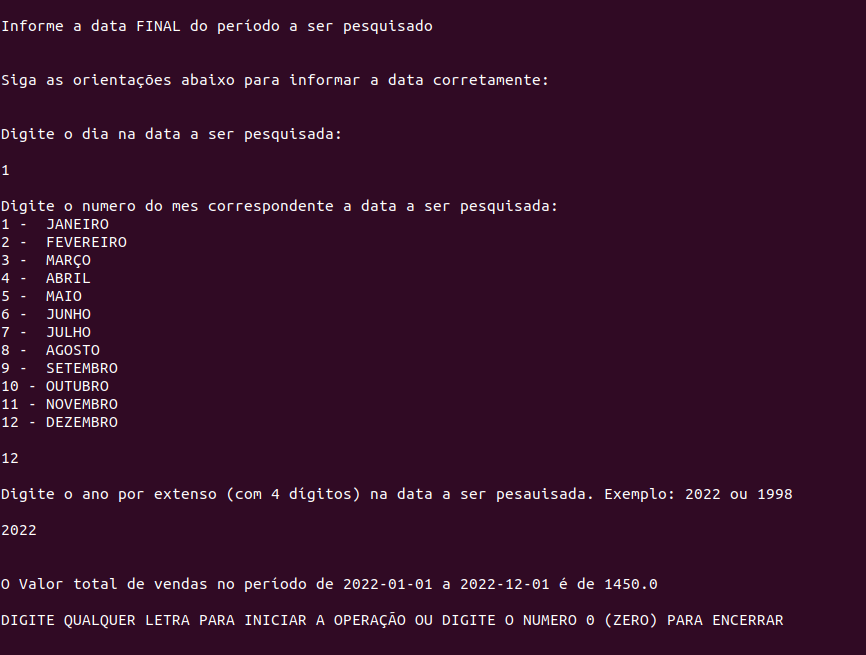 Informe a data FINAL do período a ser pesquisado
Siga as orientações abaixo para informar a data corretamente:
Digite o dia na data a ser pesquisada:
1
Digite o numero do mes correspondente a data a ser pesquisada:
1 -  JANEIRO
2 -  FEVEREIRO
3 -  MARÇO
4 -  ABRIL
5 -  MAIO
6 -  JUNHO
7 -  JULHO
8 -  AGOSTO
9 -  SETEMBRO
10 - OUTUBRO
11 - NOVEMBRO
12 - DEZEMBRO
12
Digite o ano por extenso (com 4 dígitos) na data a ser pesauisada. Exemplo: 2022 ou 1998
2022
O Valor total de vendas no período de 2022-01-01 a 2022-12-01 é de 1450.0
DIGITE QUALQUER LETRA PARA INICIAR A OPERAÇÃO OU DIGITE O NUMERO 0 (ZERO) PARA ENCERRAR